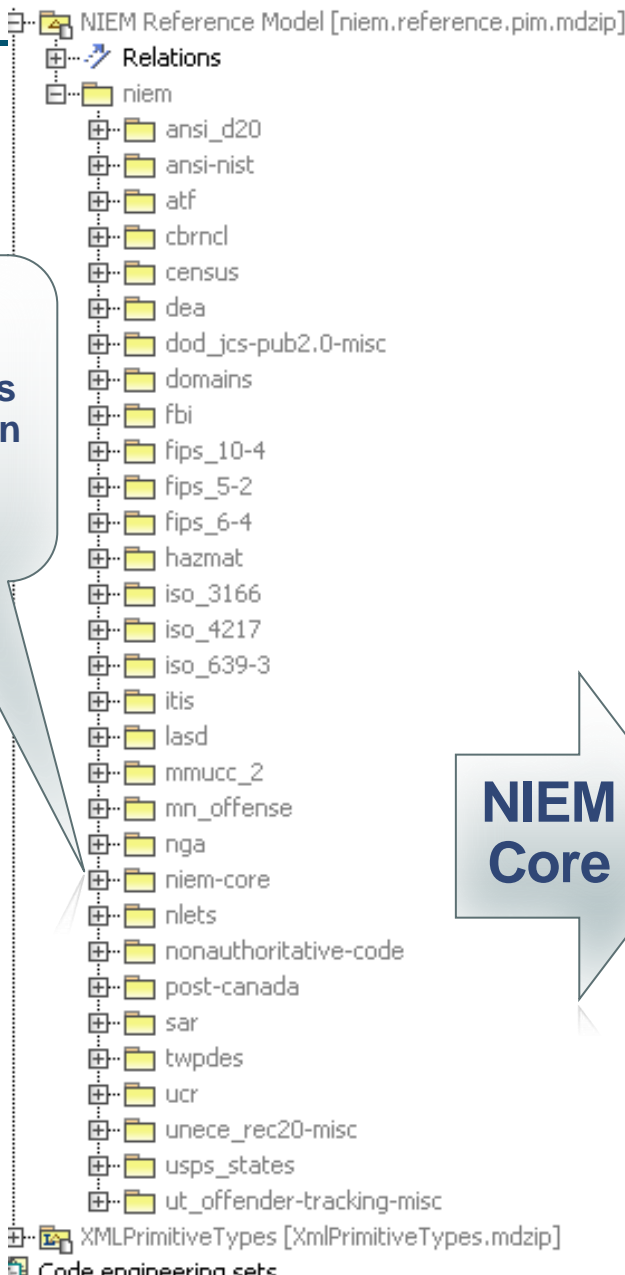 NIEM Reference Model [niem.reference.pim.mdzip]
Relations
niem
ansi_d20
ansi-nist
atf
cbrncl
census
dea
dod_jcs-pub2.0-misc
domains
fbi
fips_10-4
fips_5-2
fips_6-4
hazmat
iso_3166
iso_4217
iso_639-3
itis
lasd
mmucc_2
mn_offense
nga
niem-core
nlets
nonauthoritative-code
post-canada
sar
twpdes
ucr
unece_rec20-misc
usps_states
ut_offender-tracking-misc
XMLPrimitiveTypes [XmlPrimitiveTypes.mdzip]
Code engineering sets
s
n
NIEM
Core